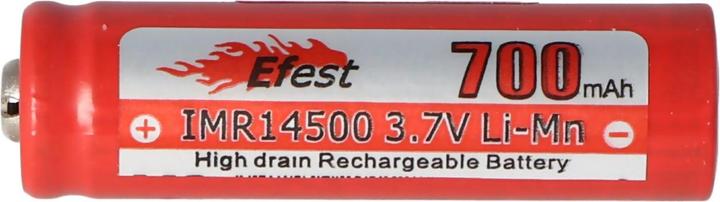 Efest 700mAh
+ IMR14500 3.7V Li-Mn -
High drain Rechargeable Battery